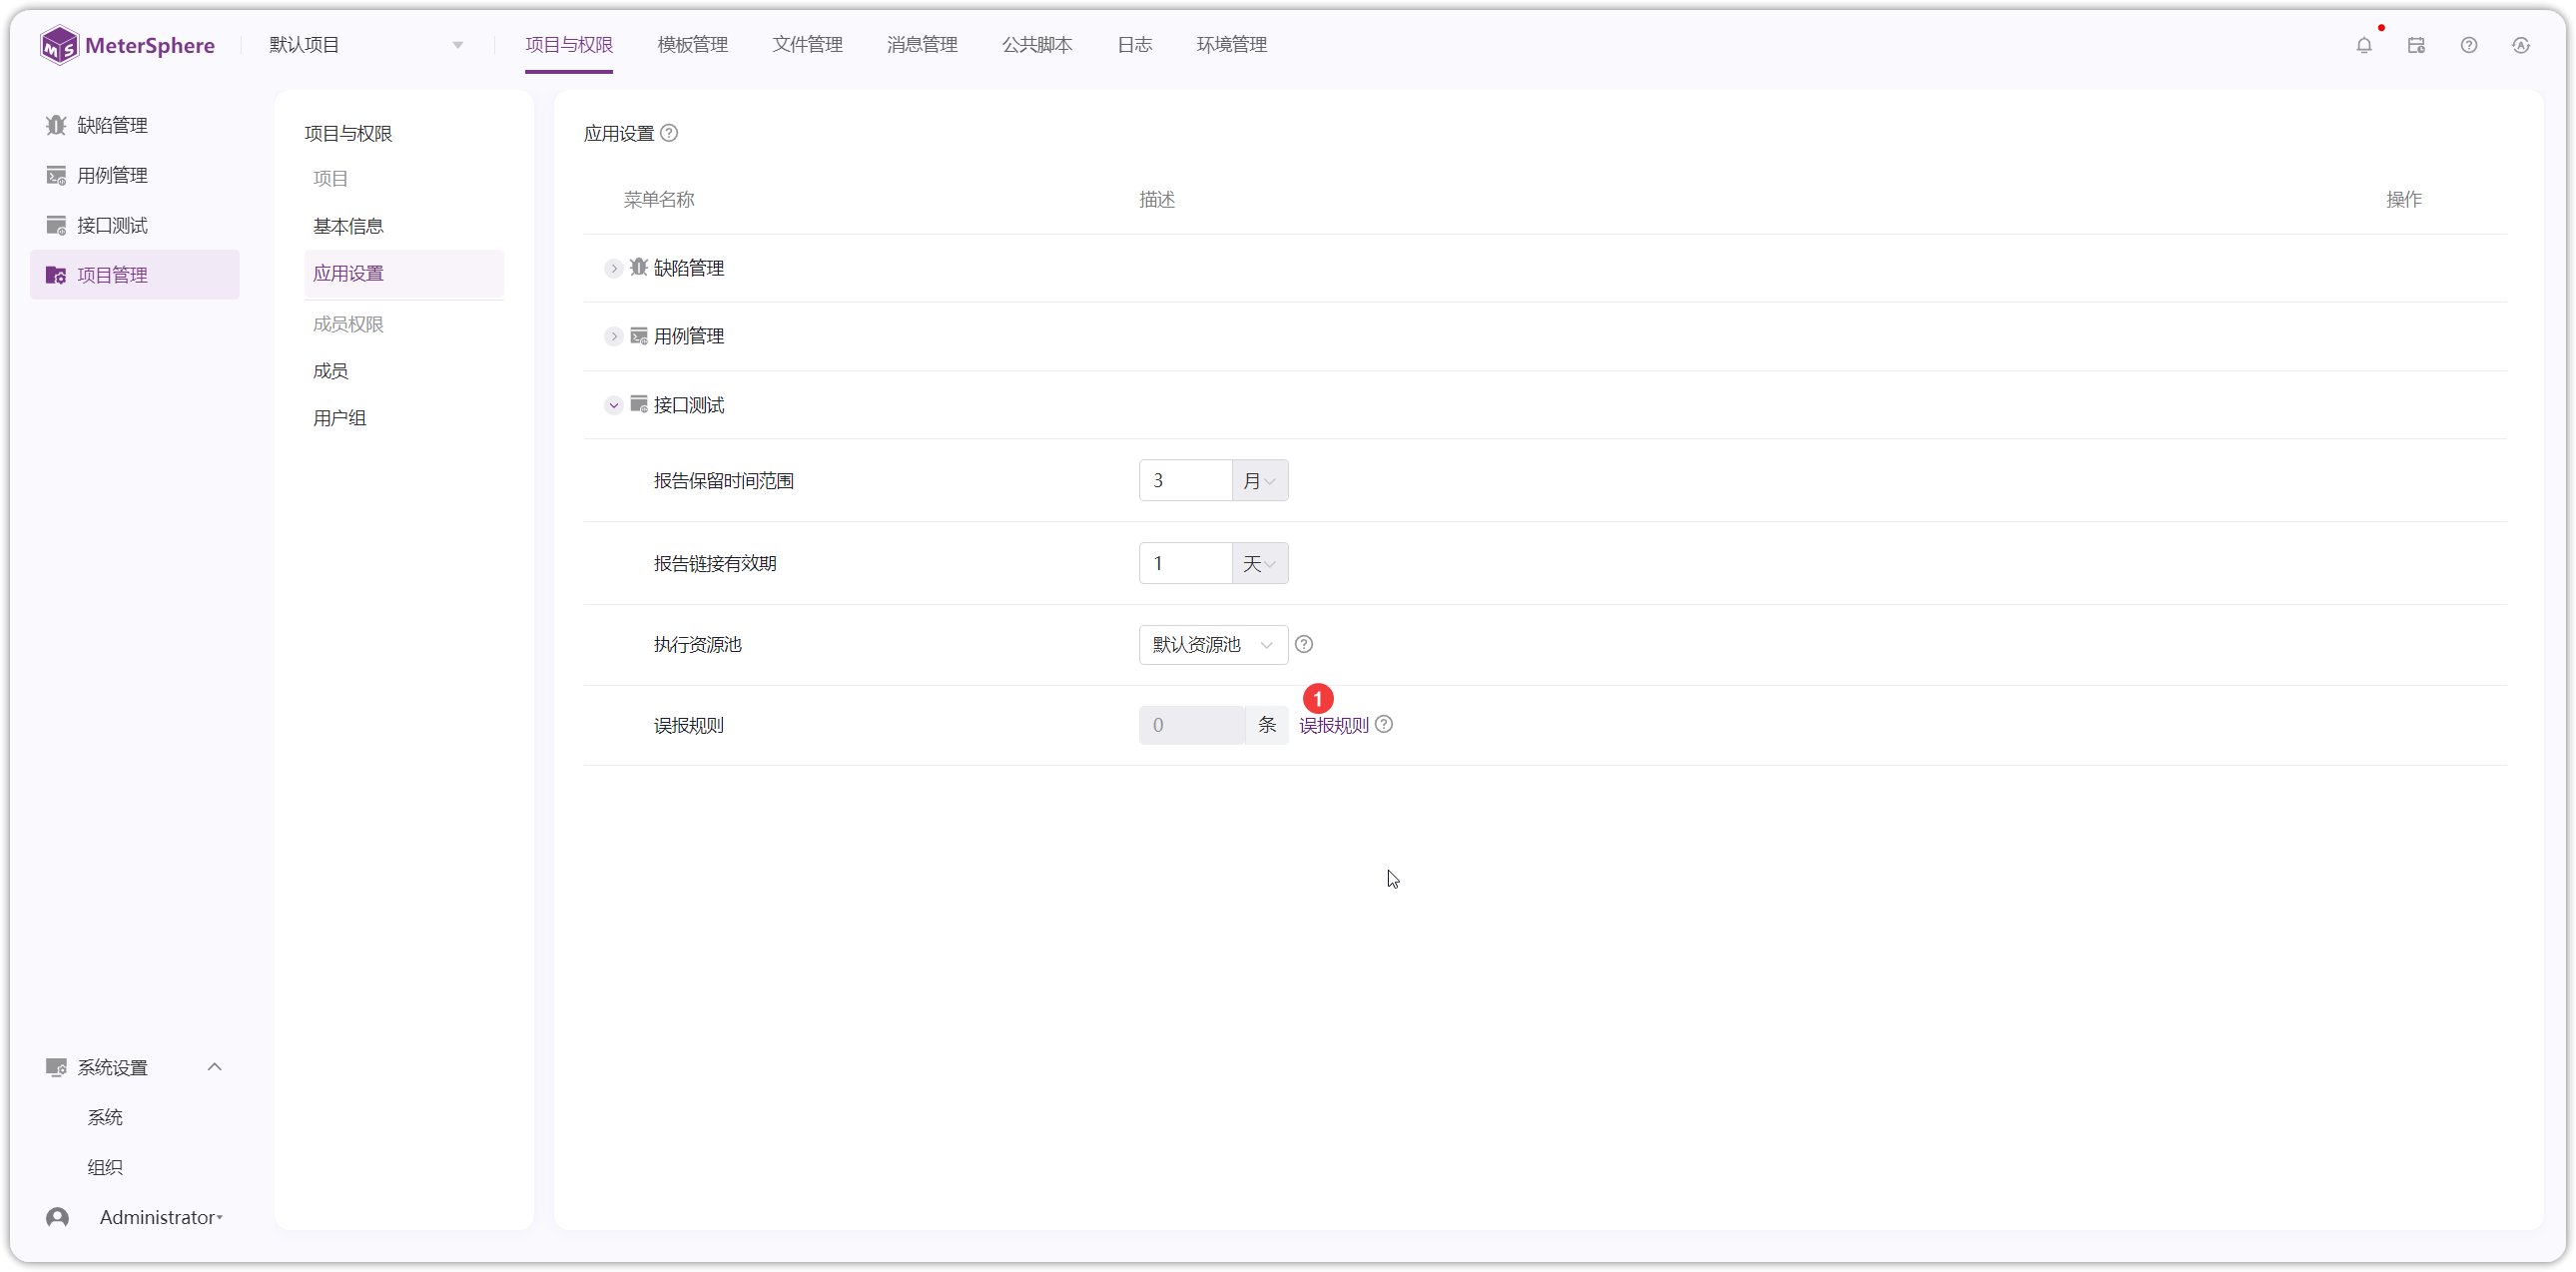 MeterSphere
默认项目
项目与权限
模板管理
文件管理
消息管理
公共脚本
日志
环境管理
缺陷管理
用例管理
接口测试
项目管理
项目与权限
项目
基本信息
应用设置
成员权限
成员
用户组
应用设置
菜单名称 描述 操作
缺陷管理
用例管理
接口测试
报告保留时间范围 3 月
报告链接有效期 1 天
执行资源池 默认资源池
1
误报规则 0 条 误报规则
系统设置
系统
组织
Administrator